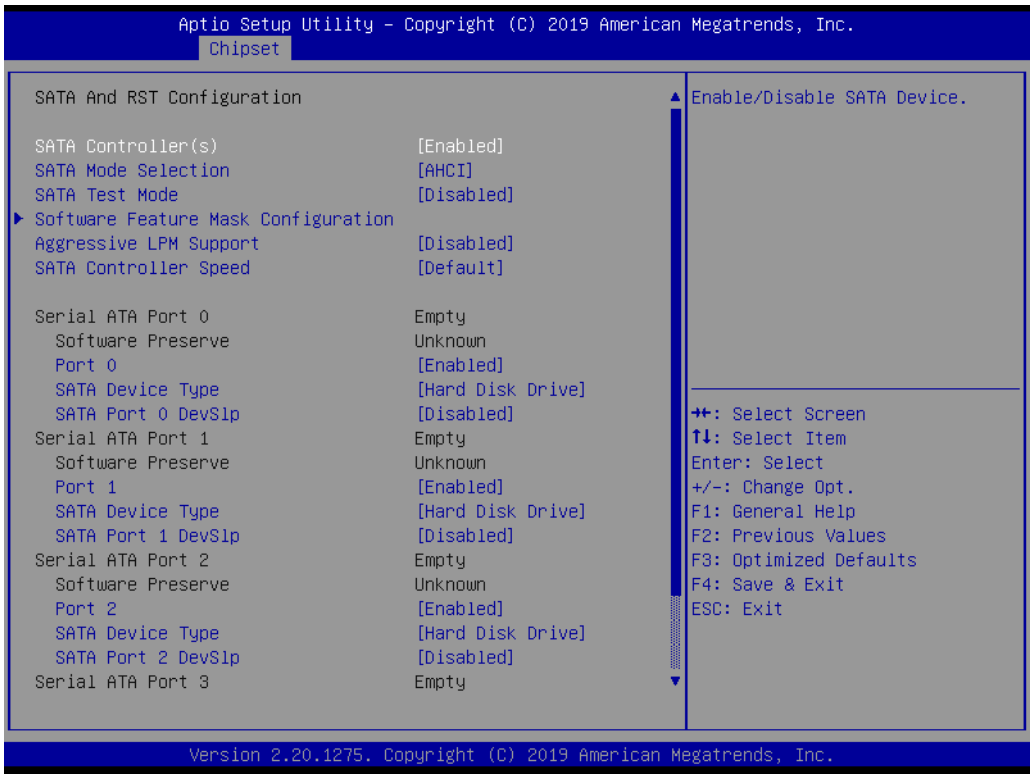 Aptio Setup Utility – Copyright (C) 2019 American Megatrends, Inc.
Chipset
SATA And RST Configuration
SATA Controller(s) [Enabled]
SATA Mode Selection [AHCI]
SATA Test Mode [Disabled]
Software Feature Mask Configuration
Aggressive LPM Support [Disabled]
SATA Controller Speed [Default]
Serial ATA Port 0 Empty
Software Preserve Unknown
Port 0 [Enabled]
SATA Device Type [Hard Disk Drive]
SATA Port 0 DevSlp [Disabled]
Serial ATA Port 1 Empty
Software Preserve Unknown
Port 1 [Enabled]
SATA Device Type [Hard Disk Drive]
SATA Port 1 DevSlp [Disabled]
Serial ATA Port 2 Empty
Software Preserve Unknown
Port 2 [Enabled]
SATA Device Type [Hard Disk Drive]
SATA Port 2 DevSlp [Disabled]
Serial ATA Port 3 Empty
Enable/Disable SATA Device.
→←: Select Screen
↑↓: Select Item
Enter: Select
+/-: Change Opt.
F1: General Help
F2: Previous Values
F3: Optimized Defaults
F4: Save & Exit
ESC: Exit
Version 2.20.1275. Copyright (C) 2019 American Megatrends, Inc.